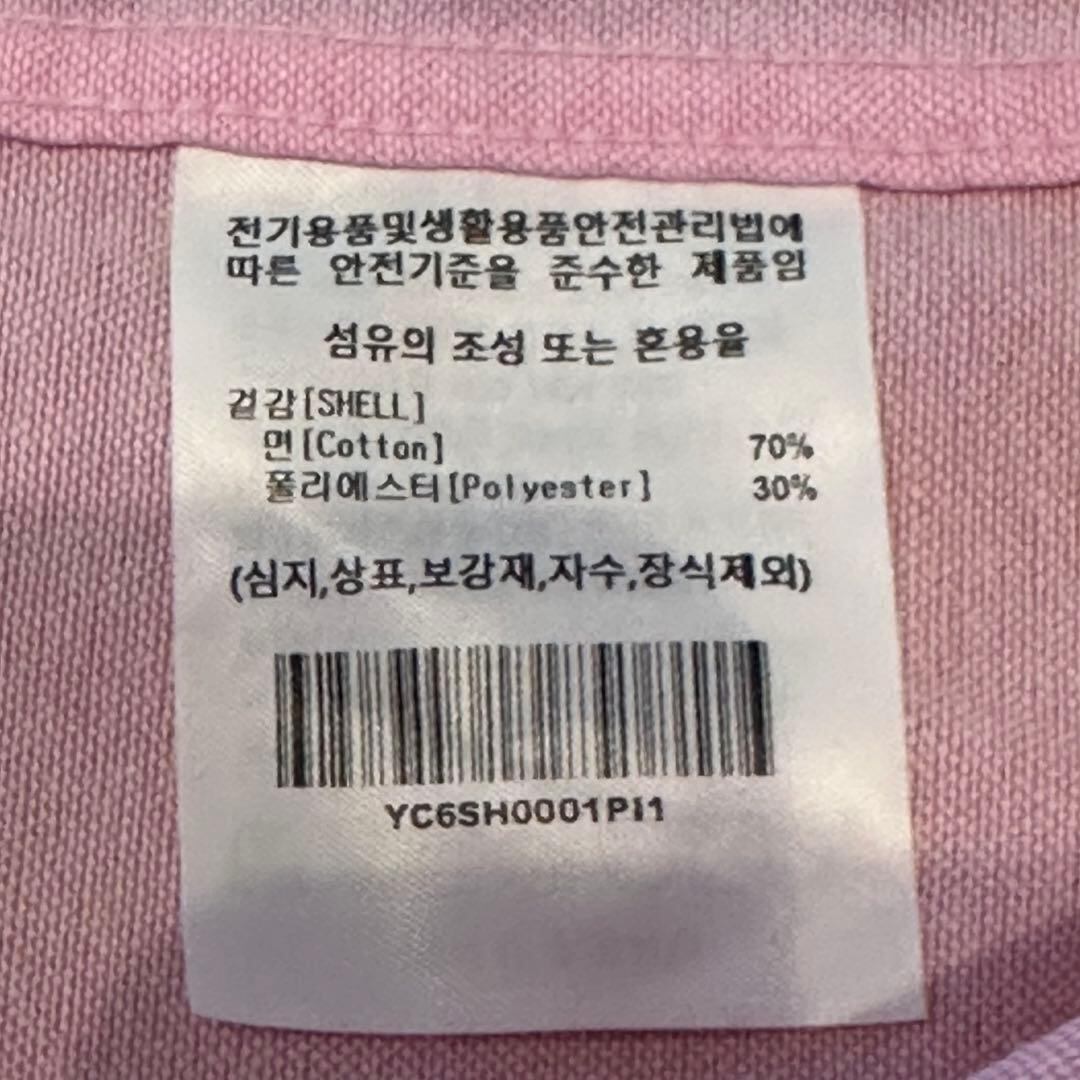 전기용품및생활용품안전관리법에
따른 안전기준을 준수한 제품임
섬유의 조성 또는 혼용율
겉감[SHELL]
면[Cotton] 70%
폴리에스터[Polyester] 30%
(심지,상표,보강재,자수,장식제외)
YC6SH0001PI1